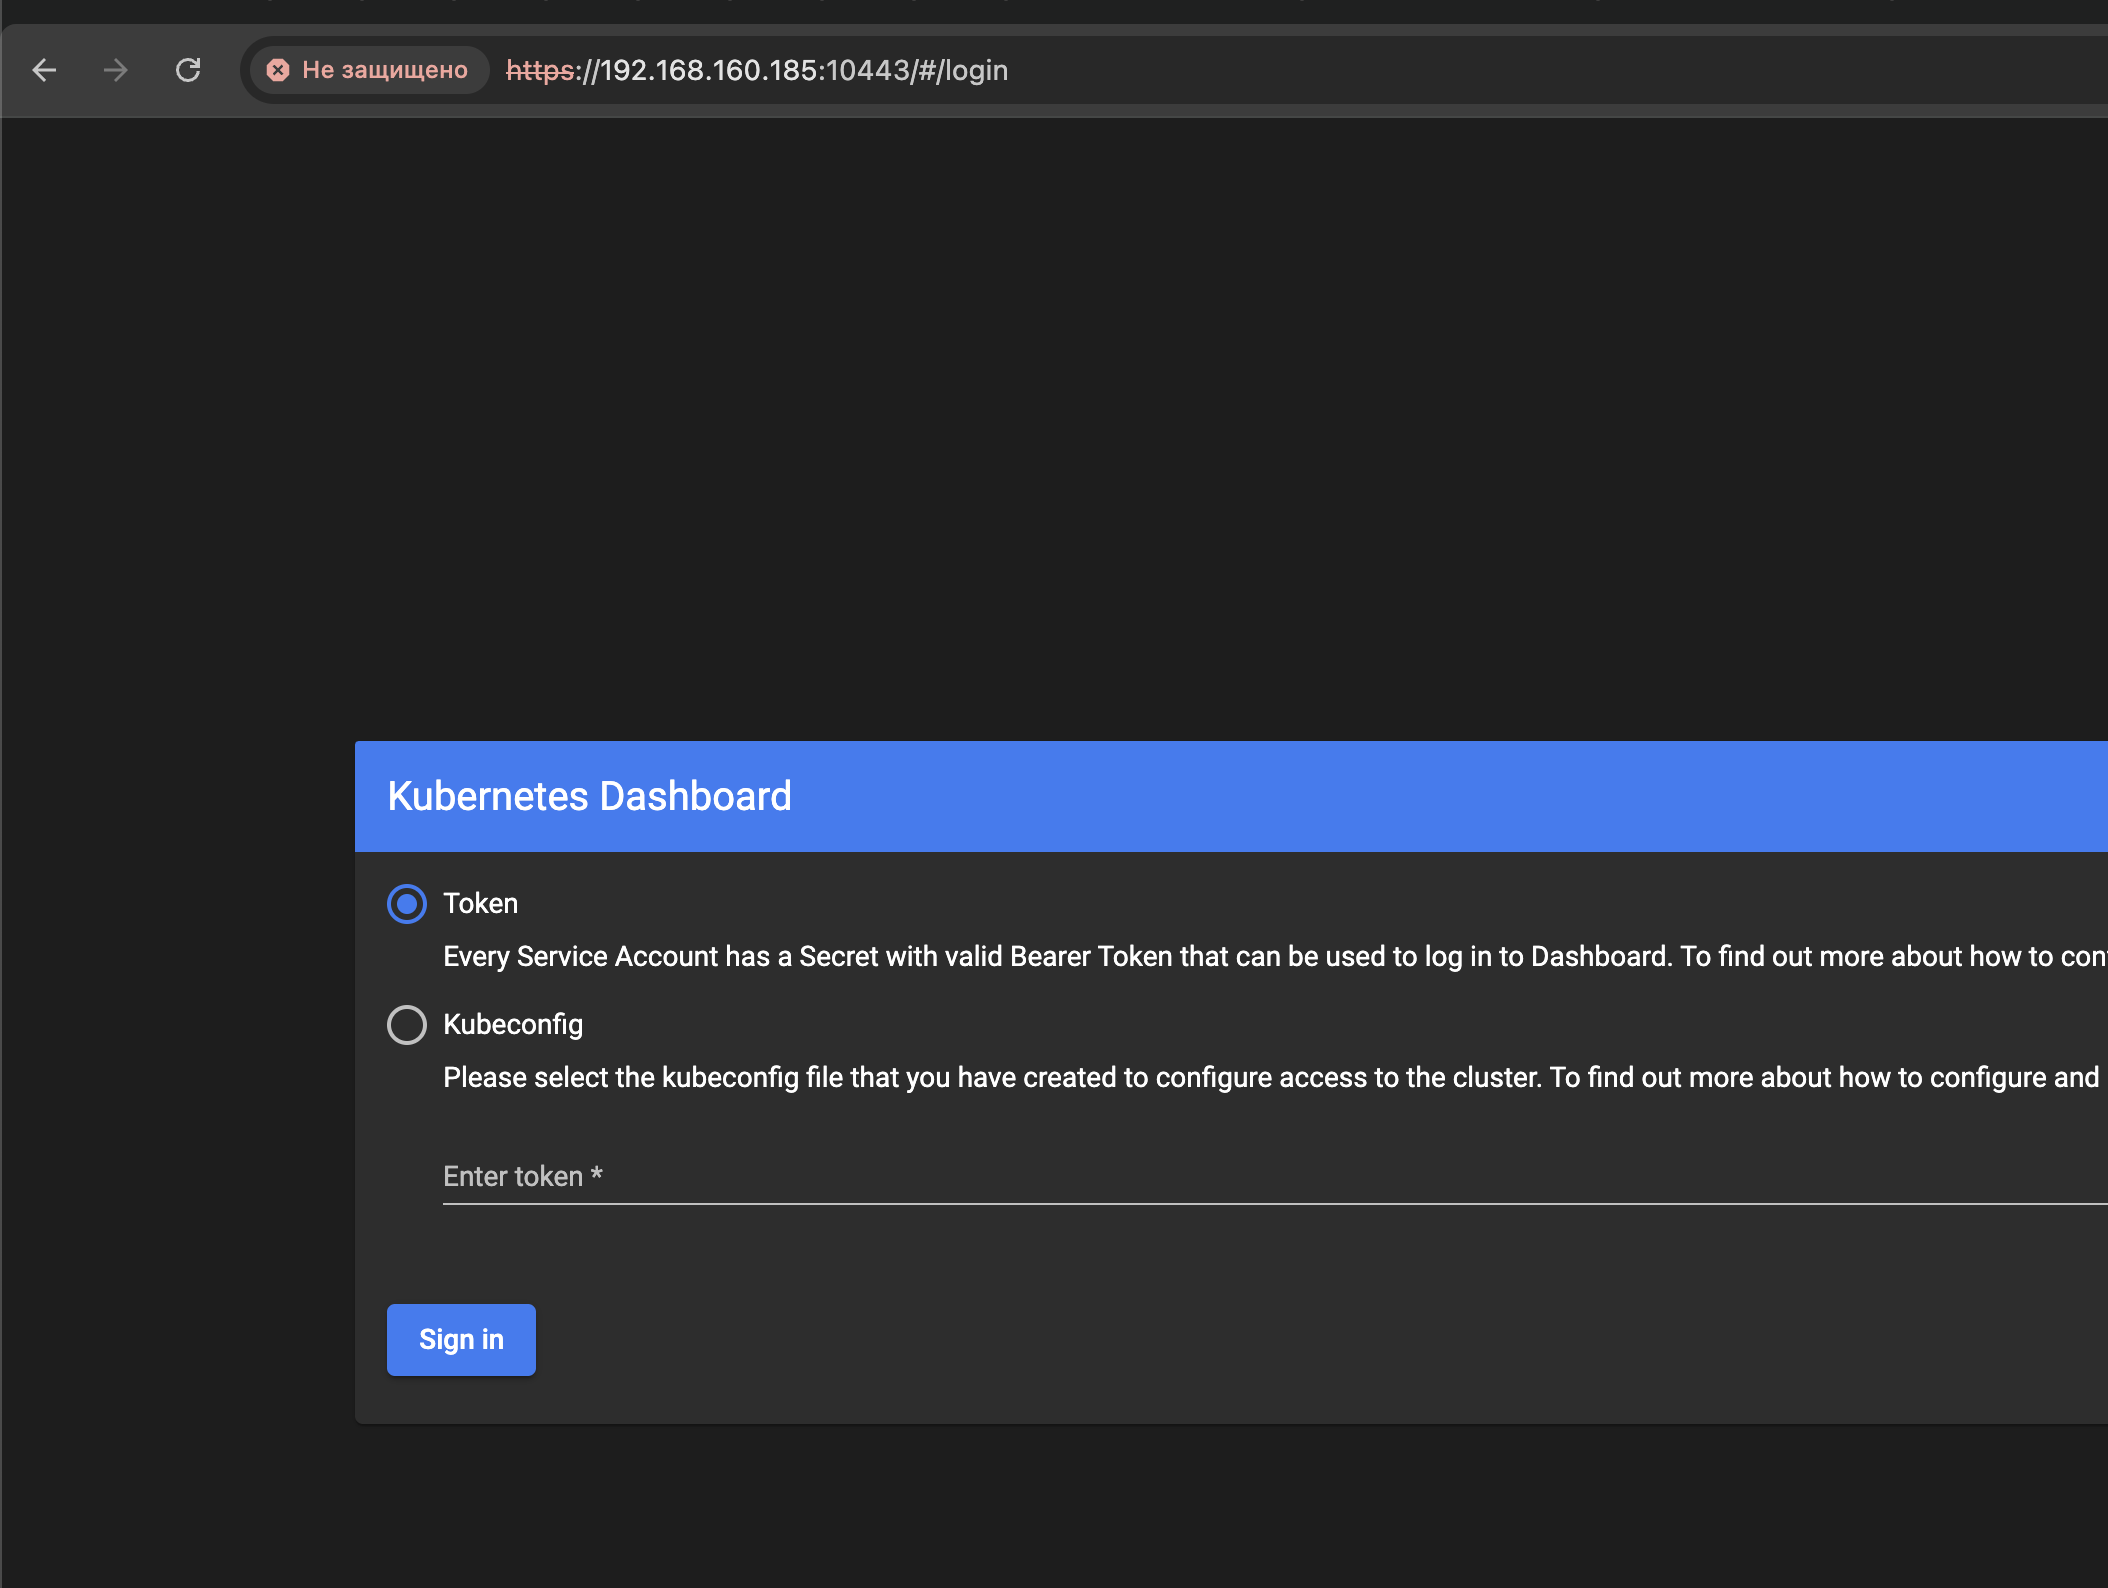 Не защищено https://192.168.160.185:10443/#/login
Kubernetes Dashboard
Token
Every Service Account has a Secret with valid Bearer Token that can be used to log in to Dashboard. To find out more about how to
Kubeconfig
Please select the kubeconfig file that you have created to configure access to the cluster. To find out more about how to configure and
Enter token *
Sign in